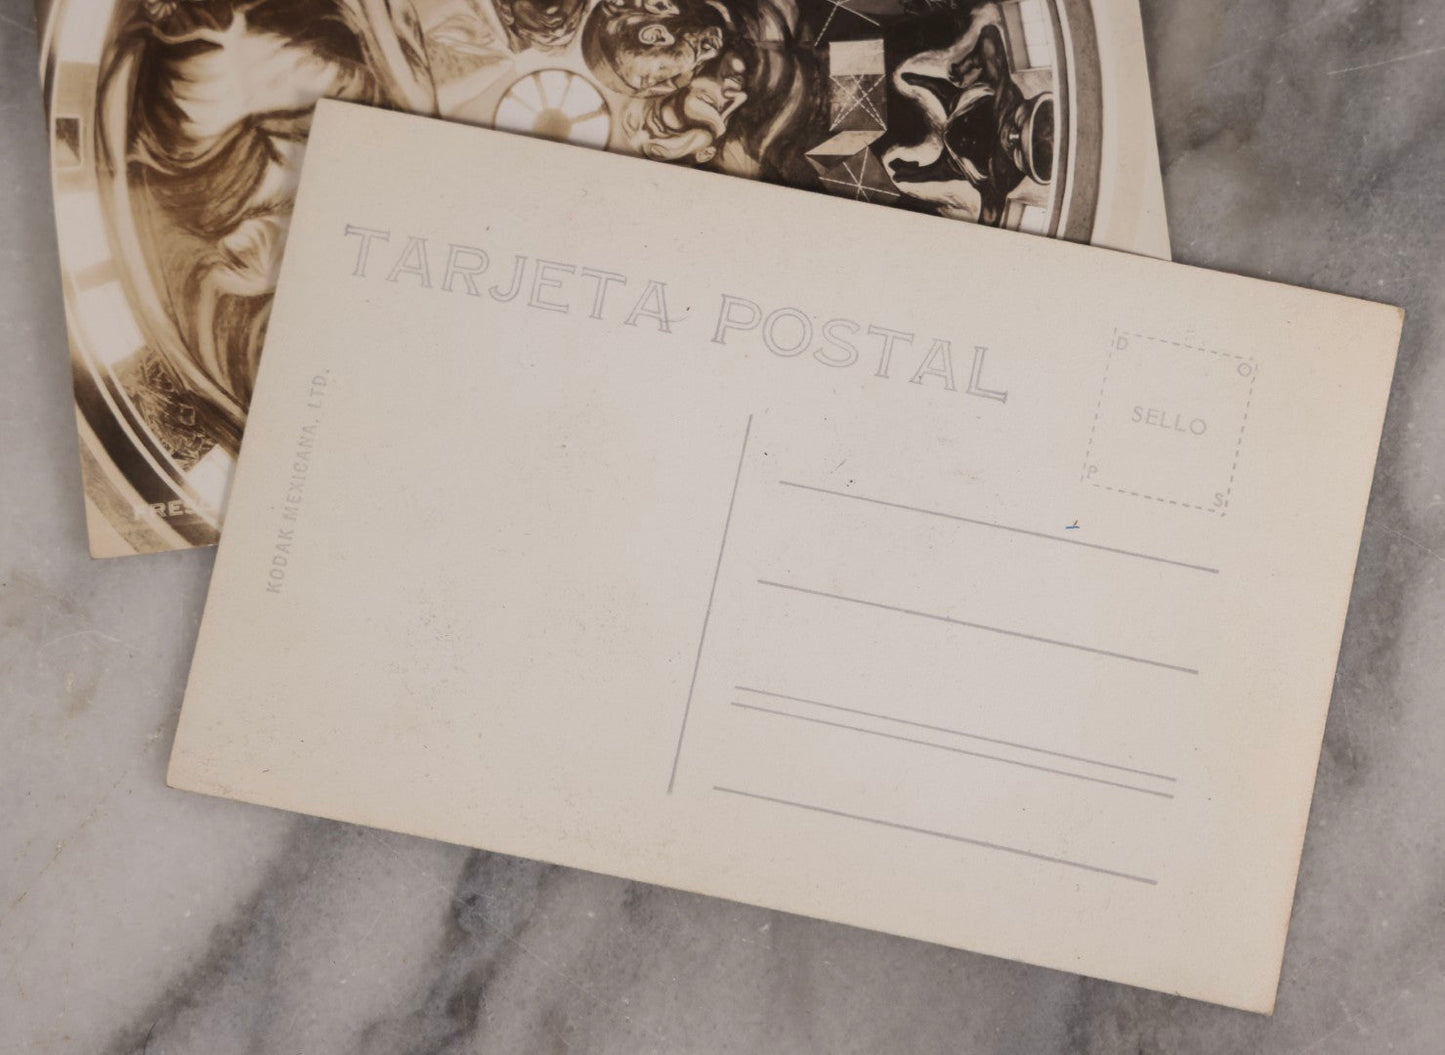 TARJETA POSTAL
KODAK MEXICANA, LTD.
D
O
SELLO
P
S